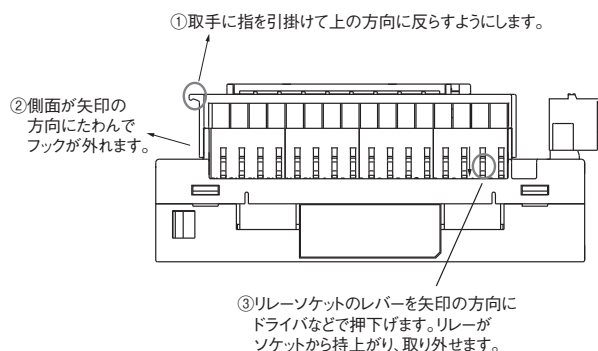 ①取手に指を引掛けて上の方向に反らすようにします。
②側面が矢印の
方向にたわんで
フックが外れます。
③リレーソケットのレバーを矢印の方向に
ドライバなどで押下げます。リレーが
ソケットから持上がり、取り外せます。